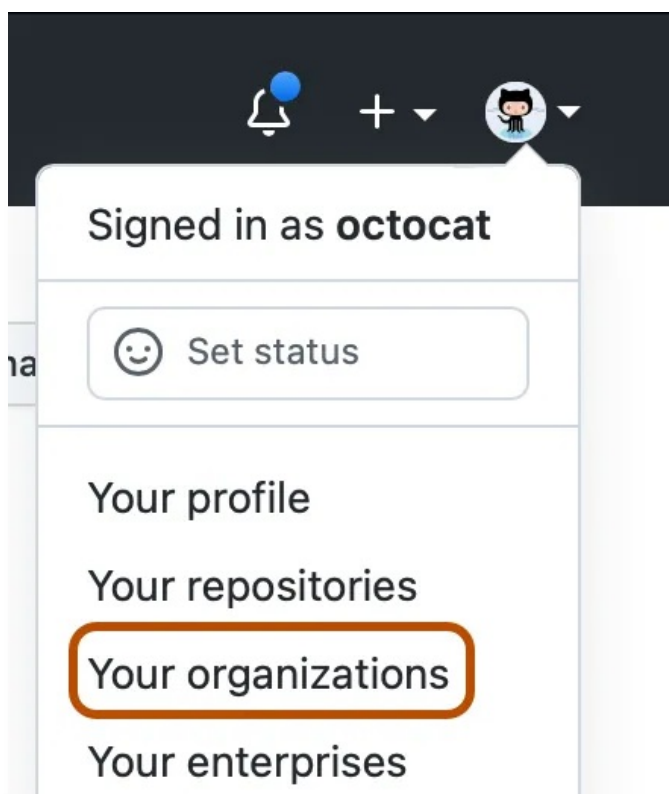 Signed in as octocat
Set status
Your profile
Your repositories
Your organizations
Your enterprises